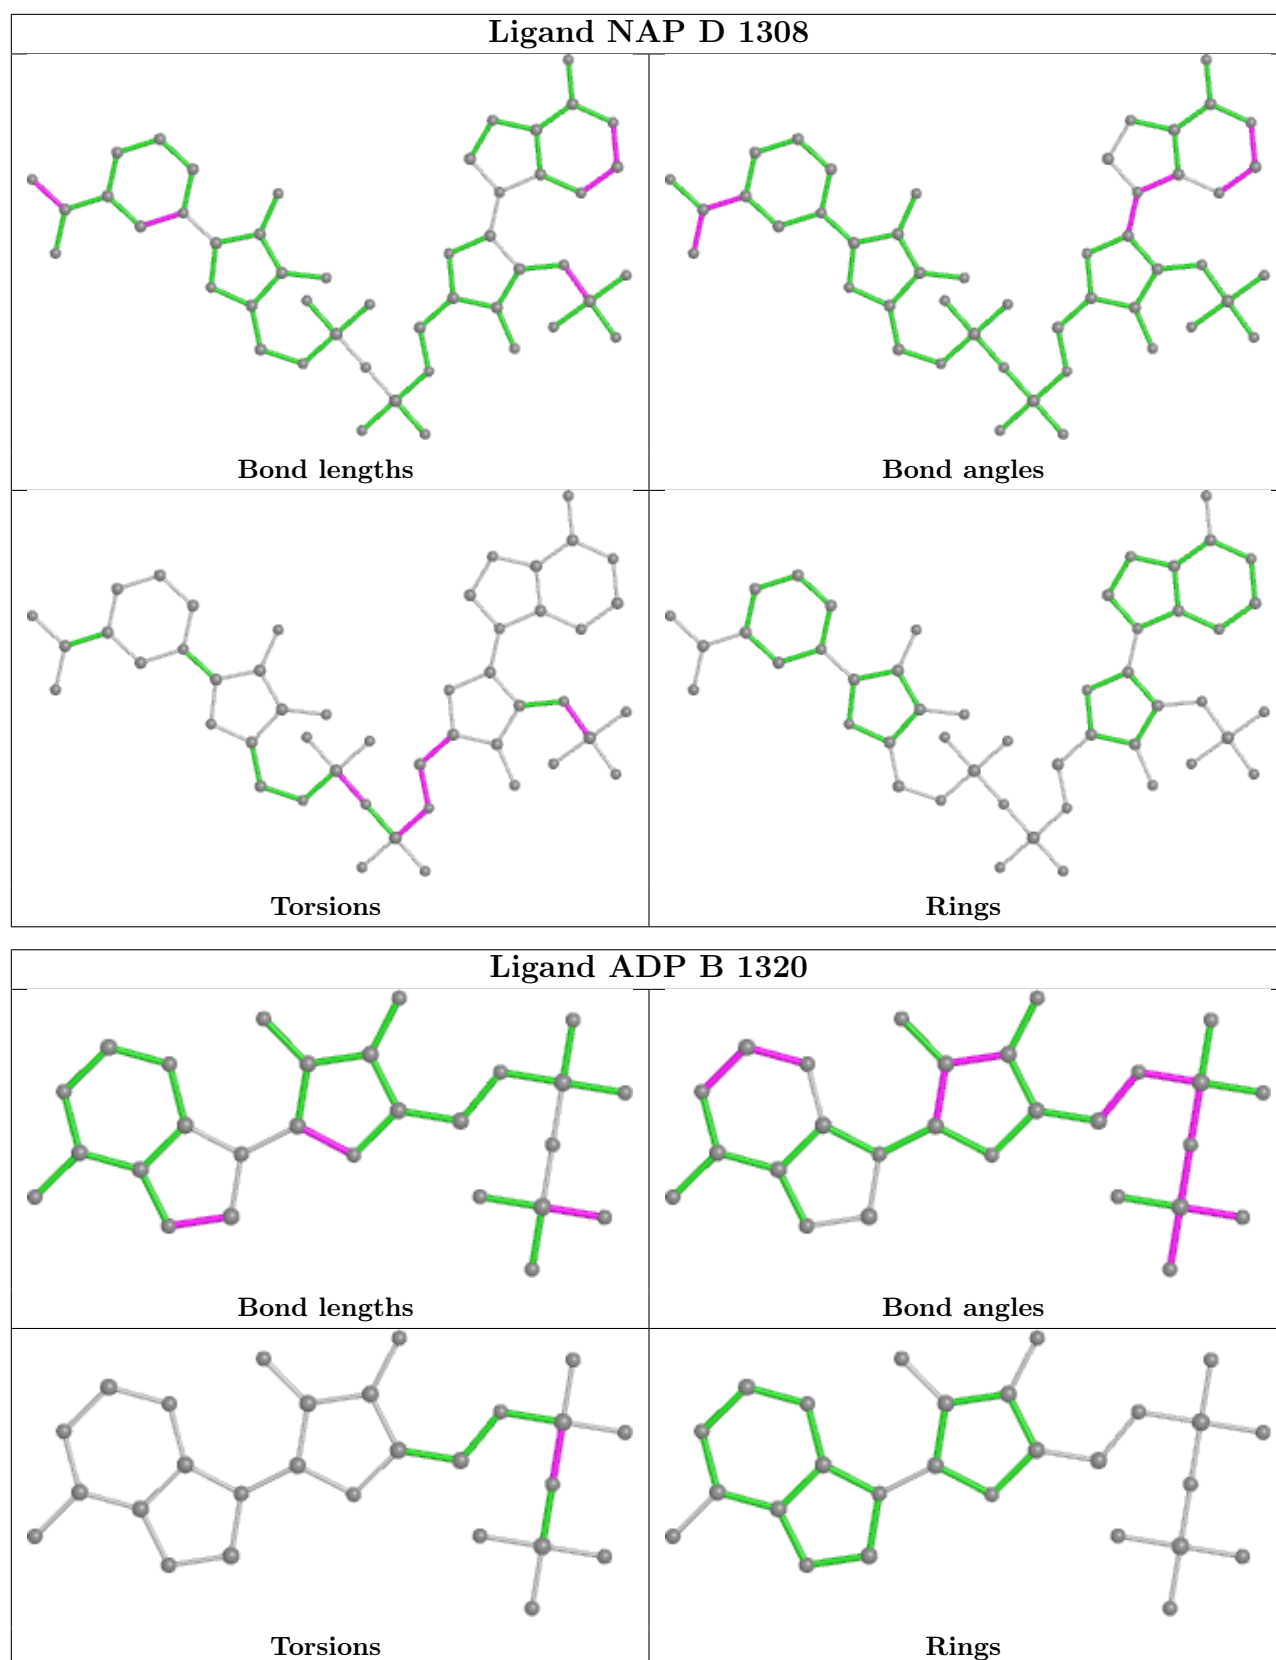 Ligand NAP D 1308
Bond lengths
Bond angles
Torsions
Rings
Ligand ADP B 1320
Bond lengths
Bond angles
Torsions
Rings